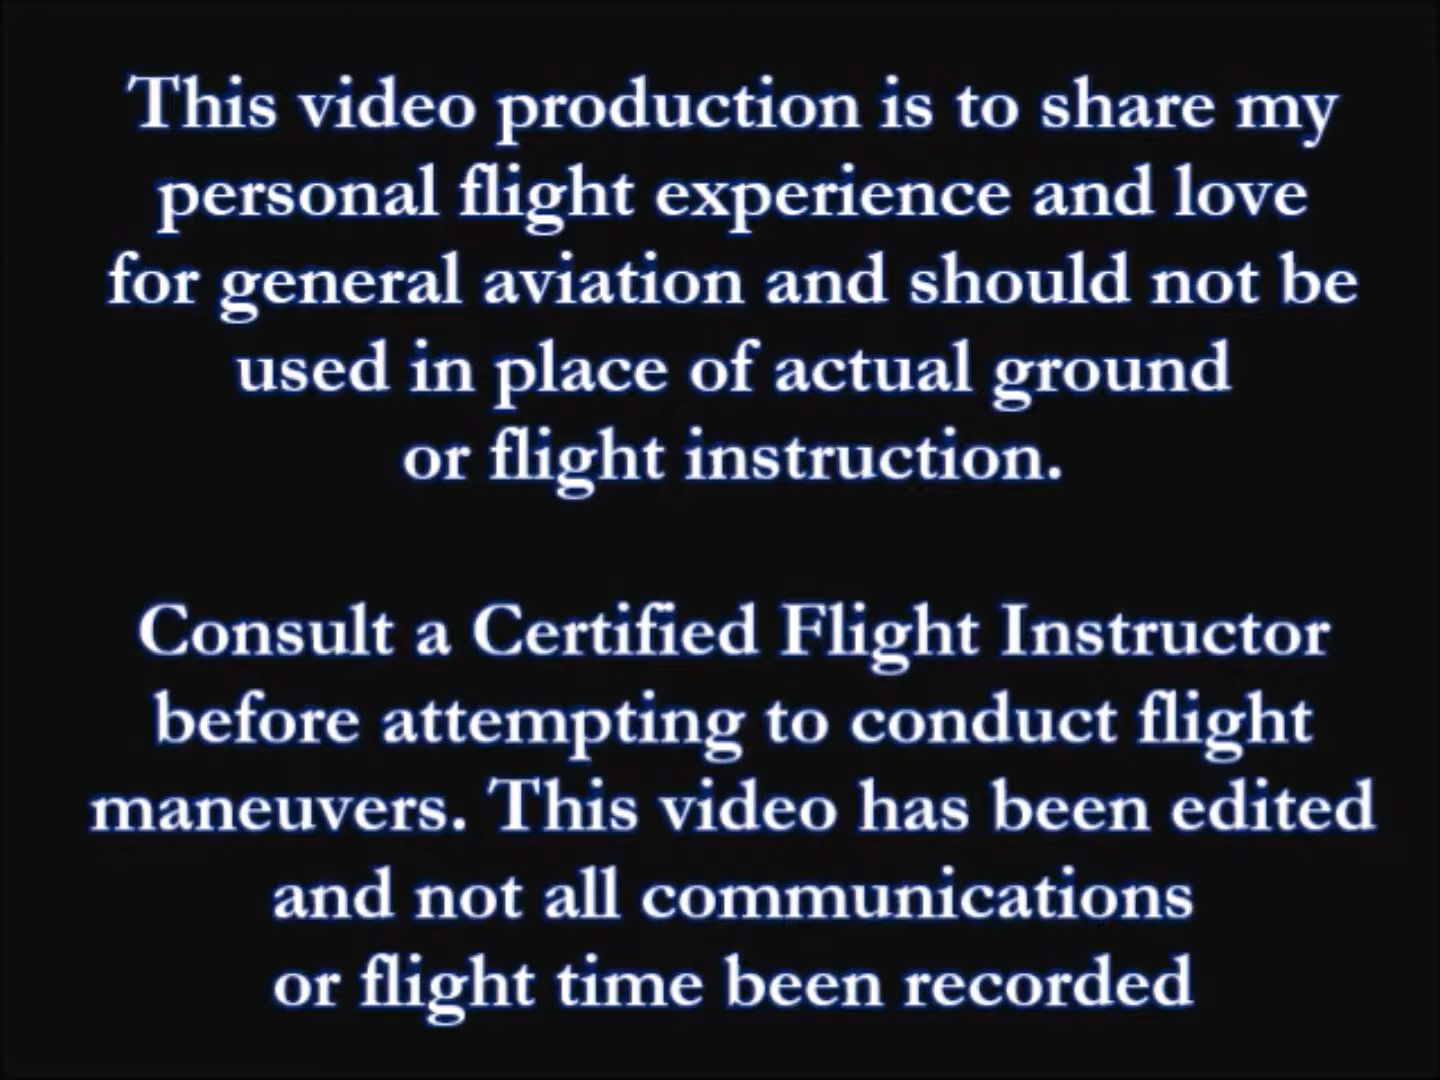 This video production is to share my
personal flight experience and love
for general aviation and should not be
used in place of actual ground
or flight instruction.
Consult a Certified Flight Instructor
before attempting to conduct flight
maneuvers. This video has been edited
and not all communications
or flight time been recorded